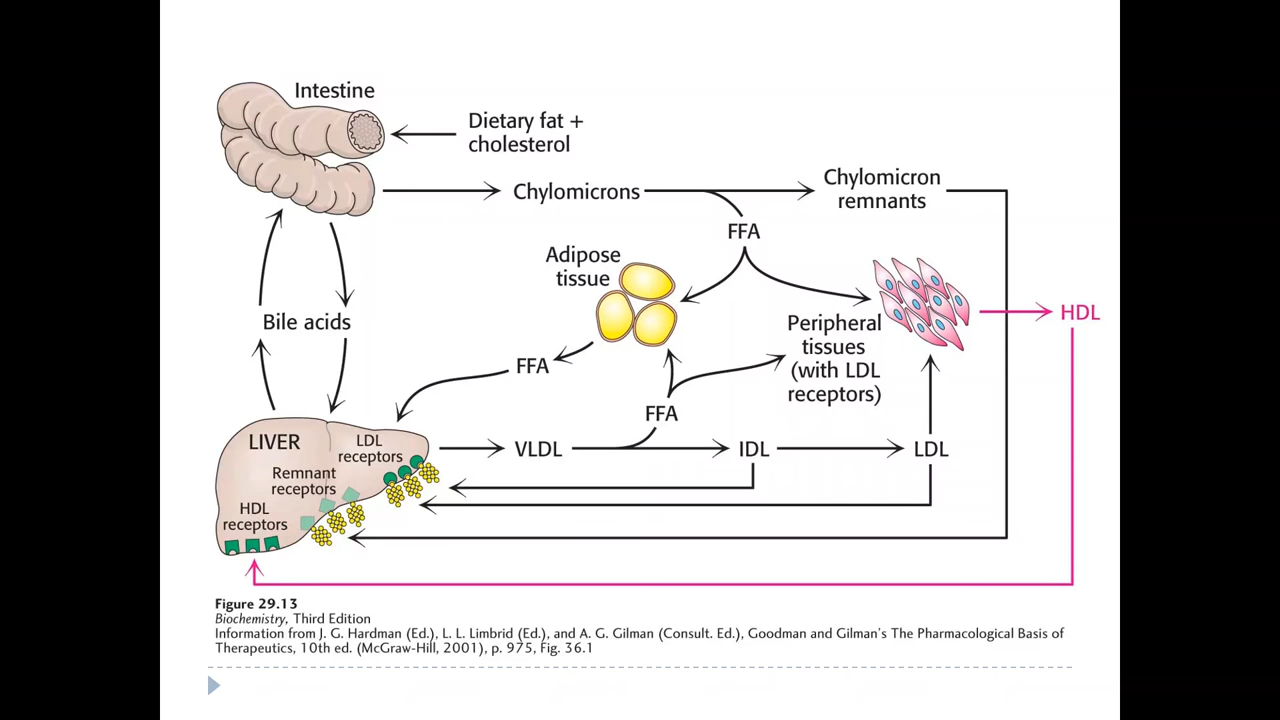 Intestine
Dietary fat +
cholesterol
Chylomicrons
Chylomicron
remnants
FFA
Adipose
tissue
Bile acids
HDL
Peripheral
tissues
(with LDL
receptors)
FFA
FFA
LIVER
LDL
receptors
Remnant
receptors
HDL
receptors
VLDL
IDL
LDL
Figure 29.13
Biochemistry, Third Edition
Information from J. G. Hardman (Ed.), L. L. Limbrid (Ed.), and A. G. Gilman (Consult. Ed.), Goodman and Gilman's The Pharmacological Basis of
Therapeutics, 10th ed. (McGraw-Hill, 2001), p. 975, Fig. 36.1